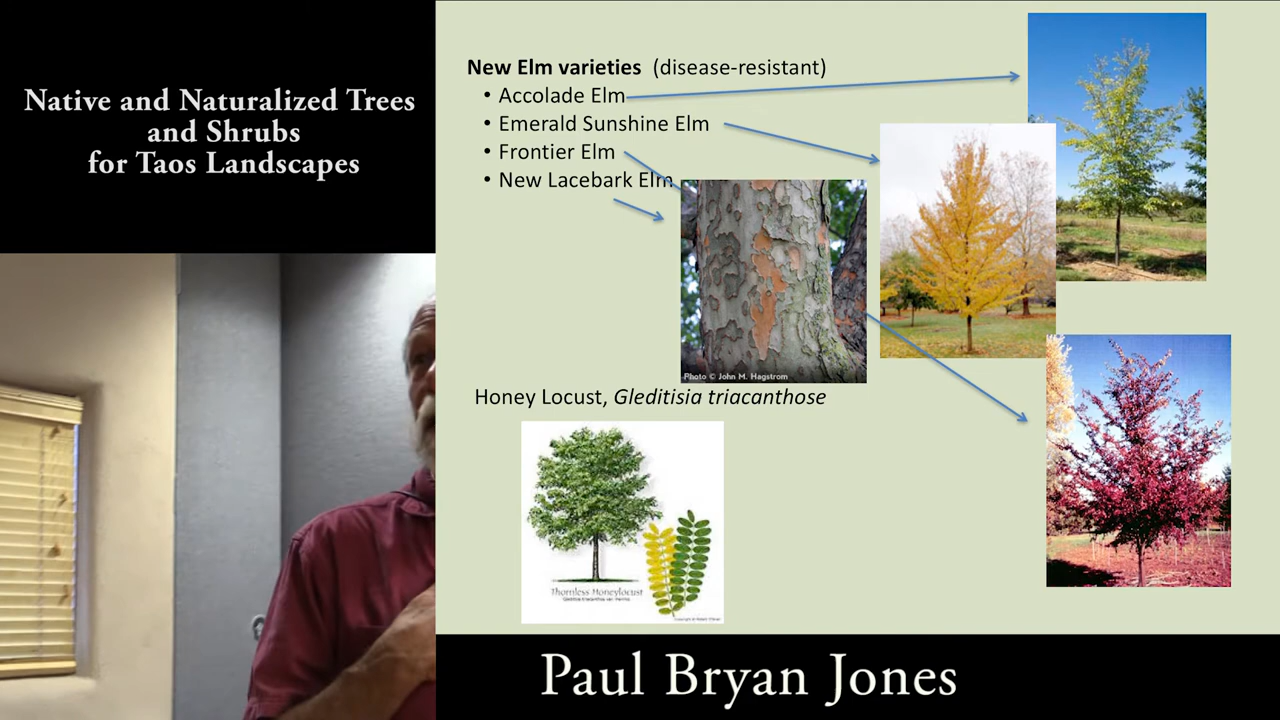 Native and Naturalized Trees
and Shrubs
for Taos Landscapes
New Elm varieties (disease-resistant)
• Accolade Elm
• Emerald Sunshine Elm
• Frontier Elm
• New Lacebark Elm
Photo © John M. Hagstrom
Honey Locust, Gleditisia triacanthose
Thornless Honeylocust
Paul Bryan Jones